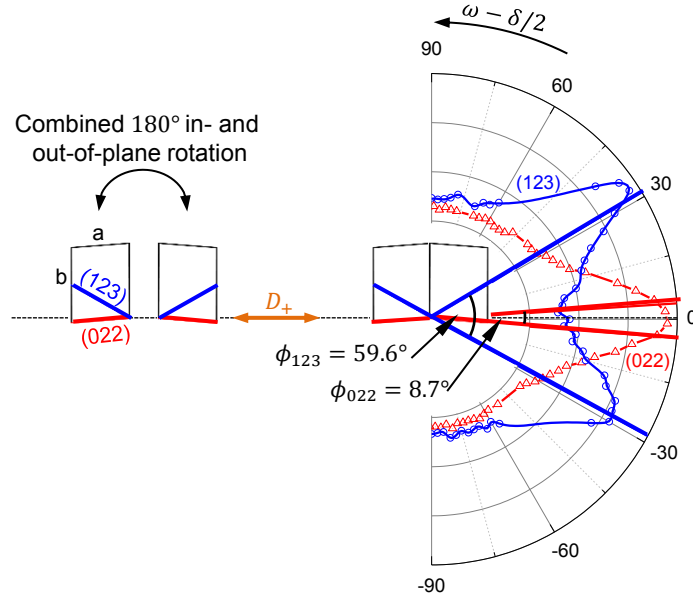 ω − δ/2
90
60
30
0
-30
-60
-90
Combined 180° in- and
out-of-plane rotation
a
b
(123)
(022)
D₊
(123)
(022)
ϕ₁₂₃ = 59.6°
ϕ₀₂₂ = 8.7°